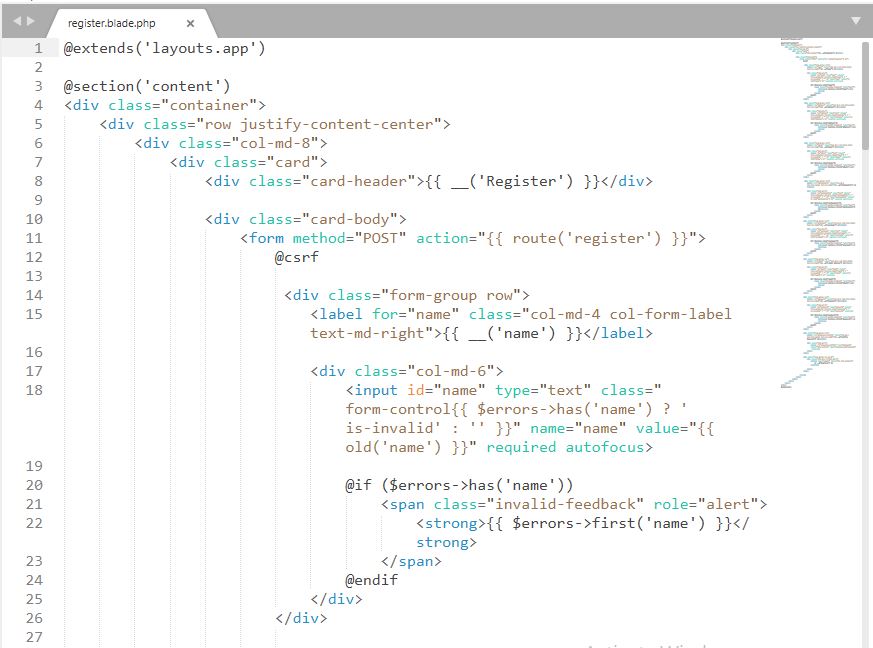 register.blade.php ×
1 @extends('layouts.app')
2
3 @section('content')
4 <div class="container">
5 <div class="row justify-content-center">
6 <div class="col-md-8">
7 <div class="card">
8 <div class="card-header">{{ __('Register') }}</div>
9
10 <div class="card-body">
11 <form method="POST" action="{{ route('register') }}">
12 @csrf
13
14 <div class="form-group row">
15 <label for="name" class="col-md-4 col-form-label
text-md-right">{{ __('name') }}</label>
16
17 <div class="col-md-6">
18 <input id="name" type="text" class="
form-control{{ $errors->has('name') ? '
is-invalid' : '' }}" name="name" value="{{
old('name') }}" required autofocus>
19
20 @if ($errors->has('name'))
21 <span class="invalid-feedback" role="alert">
22 <strong>{{ $errors->first('name') }}</
strong>
23 </span>
24 @endif
25 </div>
26 </div>
27